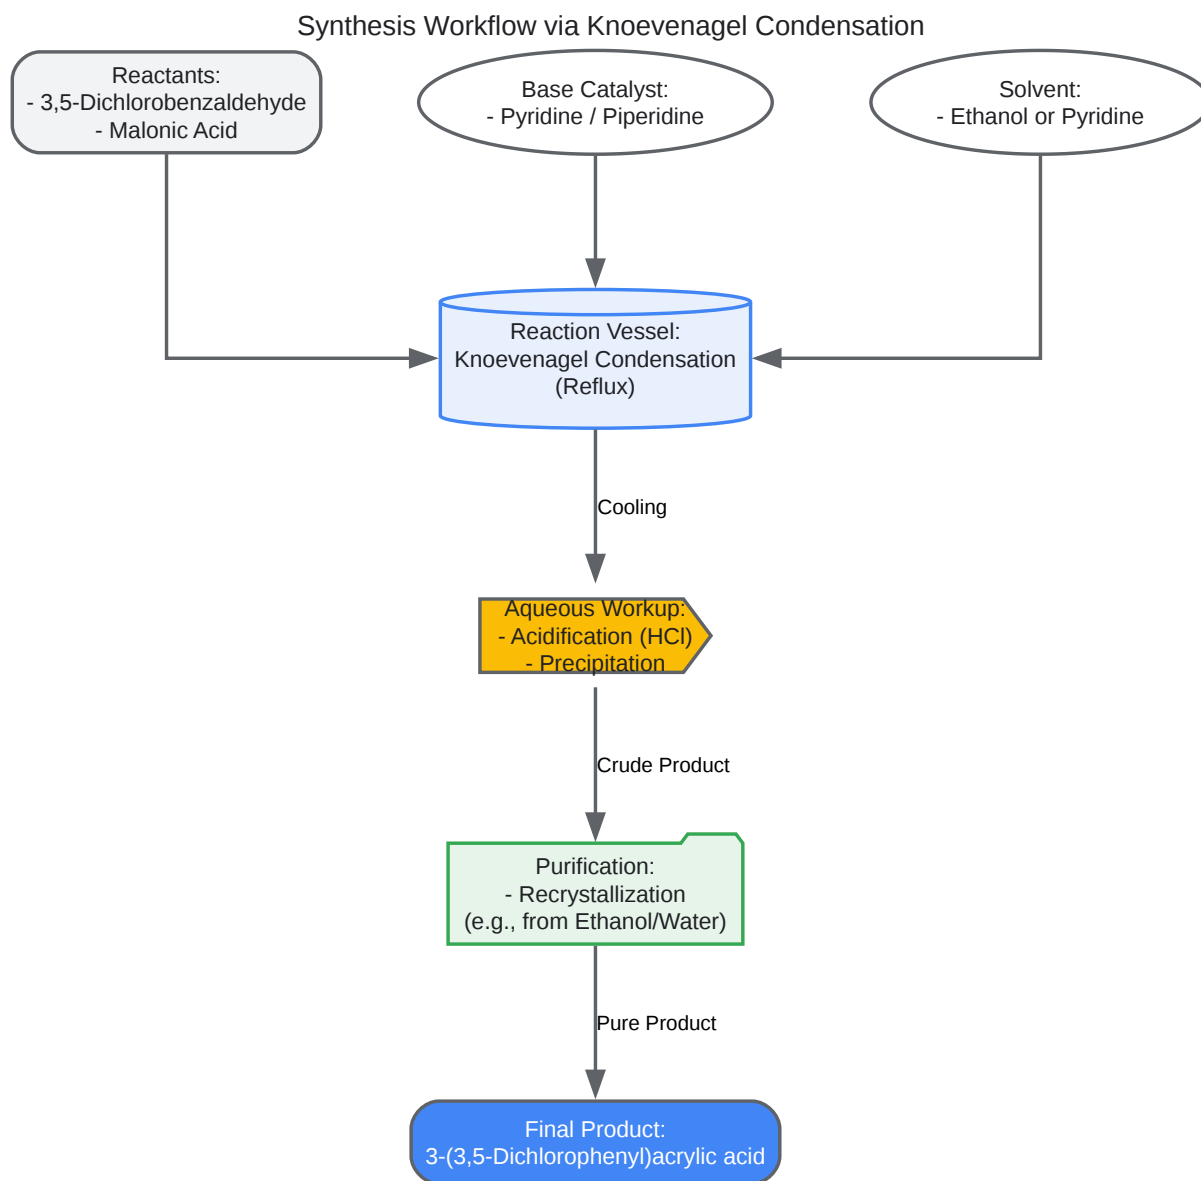 Synthesis Workflow via Knoevenagel Condensation
Reactants:
- 3,5-Dichlorobenzaldehyde
- Malonic Acid
Base Catalyst:
- Pyridine / Piperidine
Solvent:
- Ethanol or Pyridine
Reaction Vessel:
Knoevenagel Condensation
(Reflux)
Cooling
Aqueous Workup:
- Acidification (HCl)
- Precipitation
Crude Product
Purification:
- Recrystallization
(e.g., from Ethanol/Water)
Pure Product
Final Product:
3-(3,5-Dichlorophenyl)acrylic acid